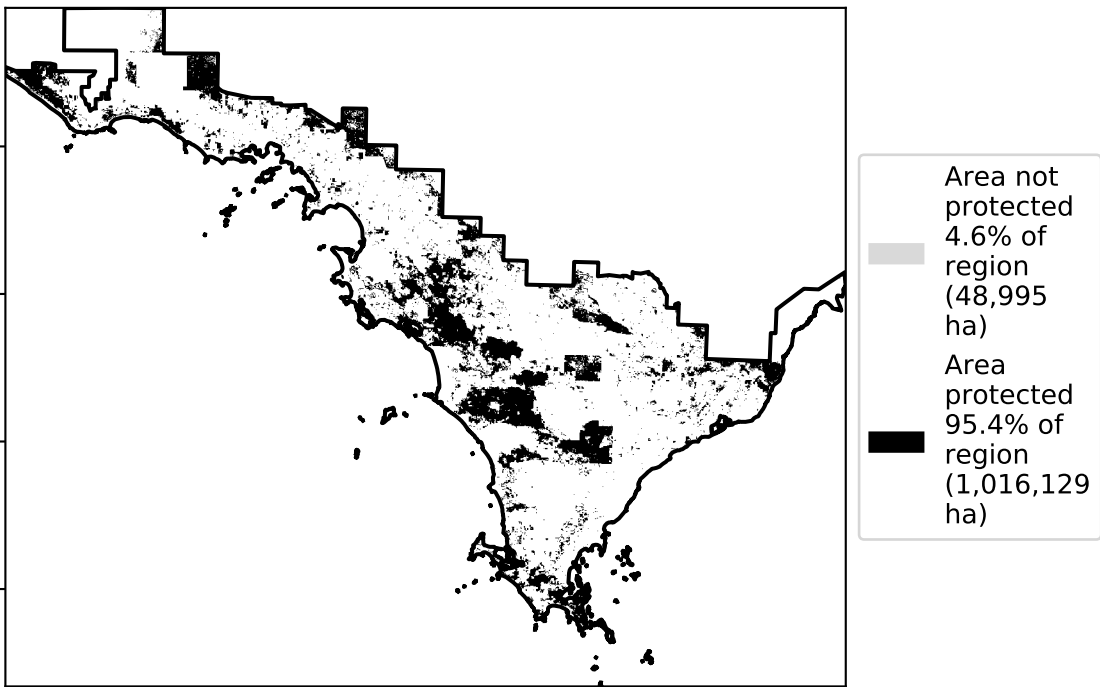 Area not
protected
4.6% of
region
(48,995
ha)
Area
protected
95.4% of
region
(1,016,129
ha)